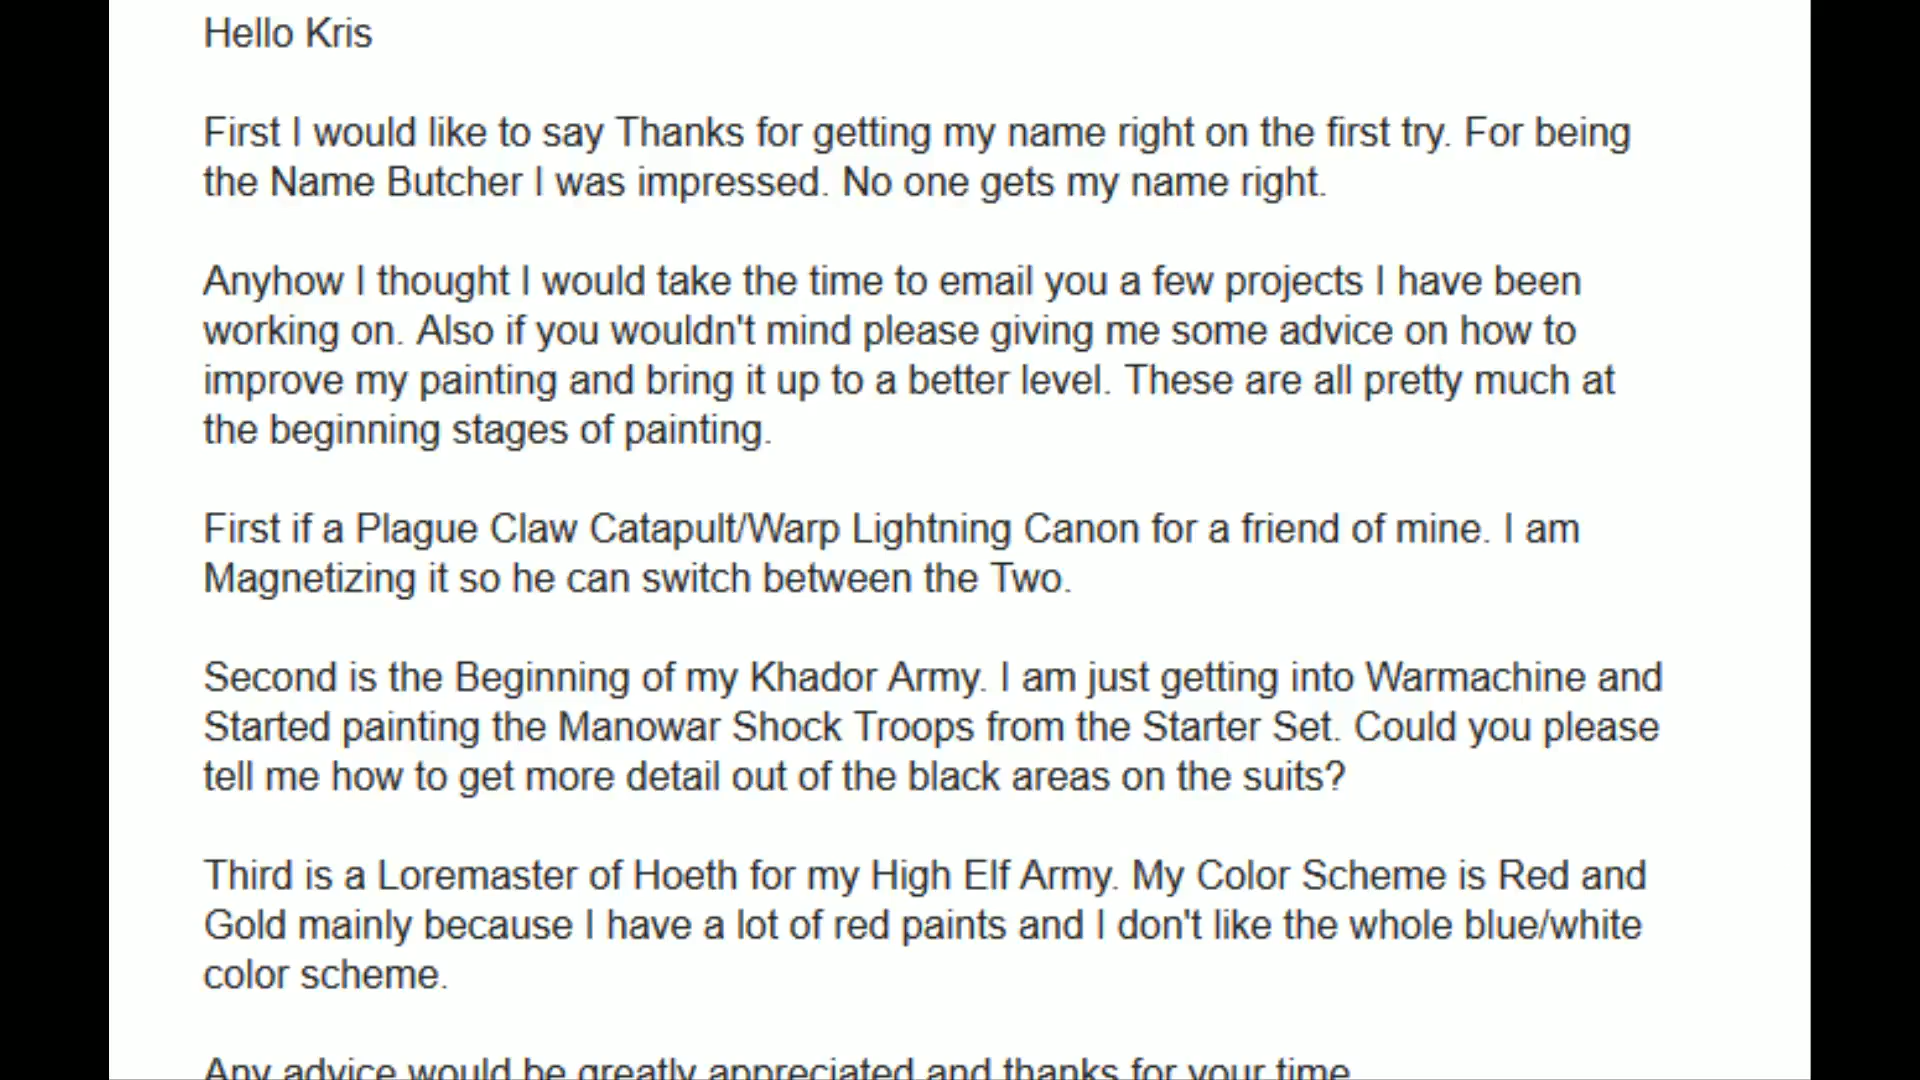 Hello Kris
First I would like to say Thanks for getting my name right on the first try. For being
the Name Butcher I was impressed. No one gets my name right.
Anyhow I thought I would take the time to email you a few projects I have been
working on. Also if you wouldn't mind please giving me some advice on how to
improve my painting and bring it up to a better level. These are all pretty much at
the beginning stages of painting.
First if a Plague Claw Catapult/Warp Lightning Canon for a friend of mine. I am
Magnetizing it so he can switch between the Two.
Second is the Beginning of my Khador Army. I am just getting into Warmachine and
Started painting the Manowar Shock Troops from the Starter Set. Could you please
tell me how to get more detail out of the black areas on the suits?
Third is a Loremaster of Hoeth for my High Elf Army. My Color Scheme is Red and
Gold mainly because I have a lot of red paints and I don't like the whole blue/white
color scheme.
Any advice would be greatly appreciated and thanks for your time